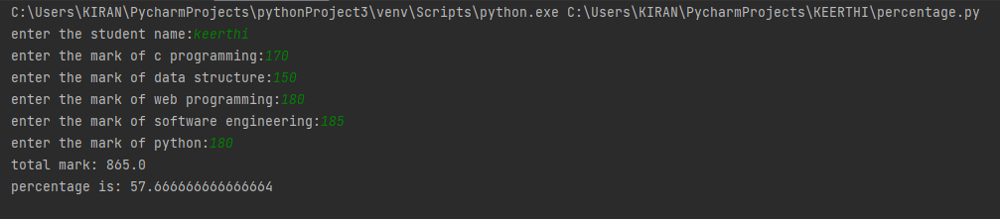 C:\Users\KIRAN\PycharmProjects\pythonProject3\venv\Scripts\python.exe C:\Users\KIRAN\PycharmProjects\KEERTHI\percentage.py
enter the student name:keerthi
enter the mark of c programming:170
enter the mark of data structure:150
enter the mark of web programming:180
enter the mark of software engineering:185
enter the mark of python:180
total mark: 865.0
percentage is: 57.666666666666664